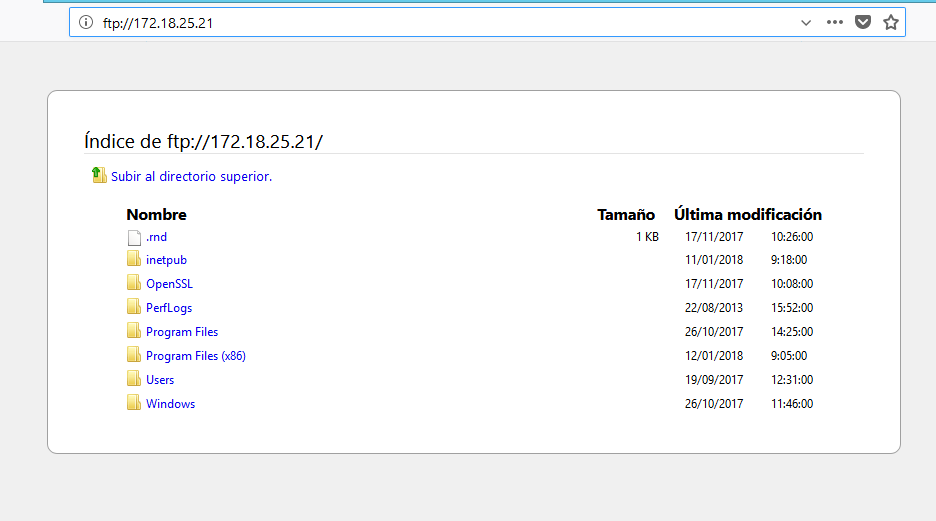 ftp://172.18.25.21
Índice de ftp://172.18.25.21/
Subir al directorio superior.
Nombre Tamaño Última modificación
.rnd 1 KB 17/11/2017 10:26:00
inetpub 11/01/2018 9:18:00
OpenSSL 17/11/2017 10:08:00
PerfLogs 22/08/2013 15:52:00
Program Files 26/10/2017 14:25:00
Program Files (x86) 12/01/2018 9:05:00
Users 19/09/2017 12:31:00
Windows 26/10/2017 11:46:00